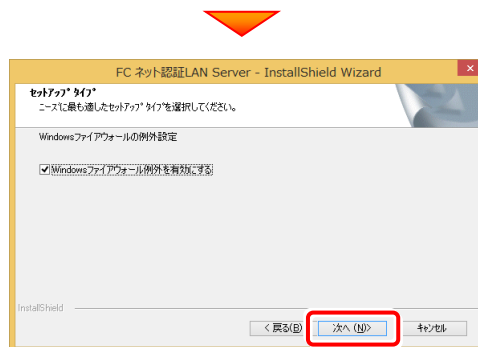 FC ネット認証LAN Server - InstallShield Wizard
セットアップ タイプ
ニーズに最も適したセットアップ タイプを選択してください。
Windowsファイアウォールの例外設定
Windowsファイアウォール例外を有効にする
InstallShield
< 戻る(B)
次へ (N)>
キャンセル